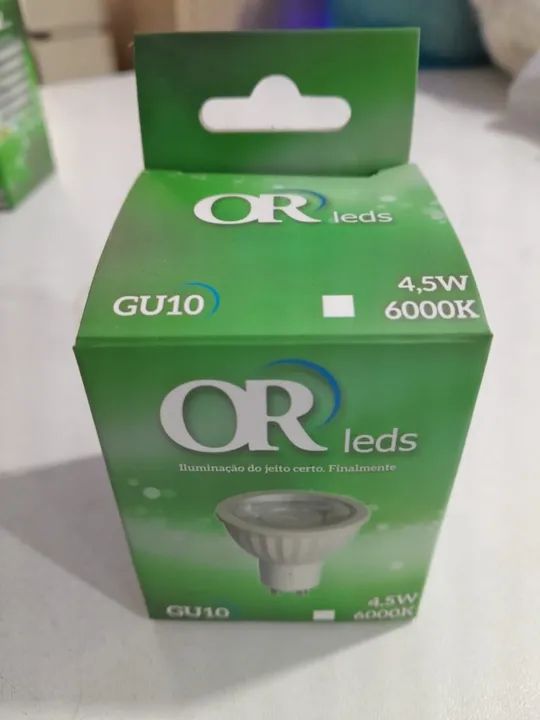 OR leds
GU10
4,5W
6000K
OR leds
Iluminação do jeito certo. Finalmente
GU10
4,5W
6000K